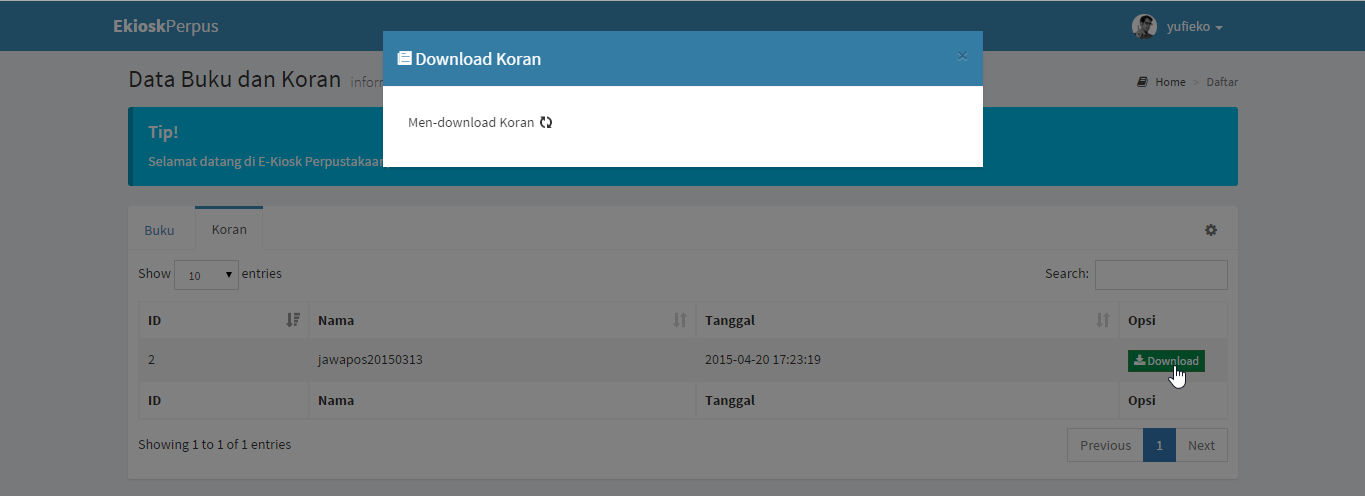 EkioskPerpus
yufieko
Download Koran
×
Men-download Koran
Data Buku dan Koran infor
Home > Daftar
Tip!
Selamat datang di E-Kiosk Perpustakaan
Buku
Koran
Show 10 entries
Search:
ID Nama Tanggal Opsi
2 jawapos20150313 2015-04-20 17:23:19 Download
ID Nama Tanggal Opsi
Showing 1 to 1 of 1 entries
Previous 1 Next